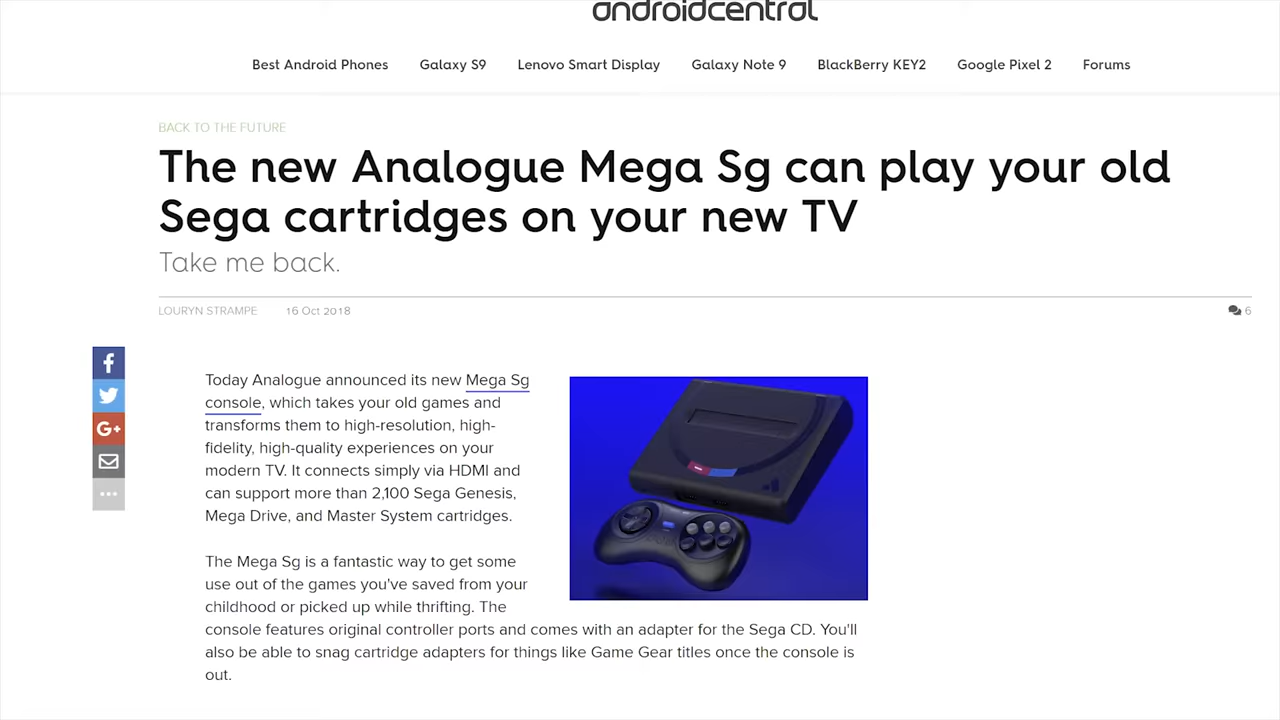 androidcentral
Best Android Phones Galaxy S9 Lenovo Smart Display Galaxy Note 9 BlackBerry KEY2 Google Pixel 2 Forums
BACK TO THE FUTURE
The new Analogue Mega Sg can play your old
Sega cartridges on your new TV
Take me back.
LOURYN STRAMPE 16 Oct 2018 6
f
G+
Today Analogue announced its new Mega Sg
console, which takes your old games and
transforms them to high-resolution, high-
fidelity, high-quality experiences on your
modern TV. It connects simply via HDMI and
can support more than 2,100 Sega Genesis,
Mega Drive, and Master System cartridges.
The Mega Sg is a fantastic way to get some
use out of the games you've saved from your
childhood or picked up while thrifting. The
console features original controller ports and comes with an adapter for the Sega CD. You'll
also be able to snag cartridge adapters for things like Game Gear titles once the console is
out.